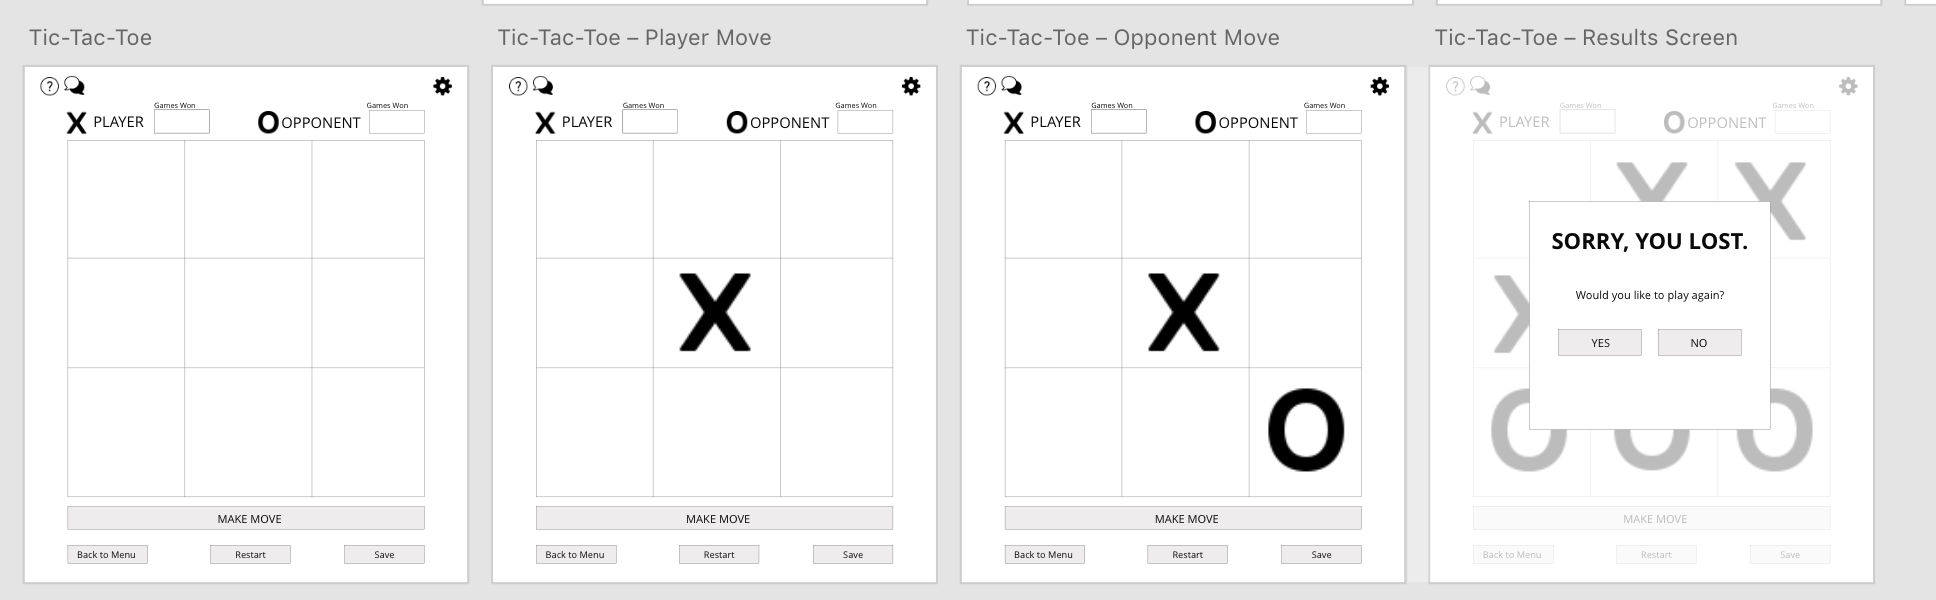 Tic-Tac-Toe
?
Games Won
Games Won
X PLAYER
O OPPONENT
MAKE MOVE
Back to Menu
Restart
Save
Tic-Tac-Toe – Player Move
?
Games Won
Games Won
X PLAYER
O OPPONENT
X
MAKE MOVE
Back to Menu
Restart
Save
Tic-Tac-Toe – Opponent Move
?
Games Won
Games Won
X PLAYER
O OPPONENT
X
O
MAKE MOVE
Back to Menu
Restart
Save
Tic-Tac-Toe – Results Screen
?
Games Won
Games Won
X PLAYER
O OPPONENT
X X
X
SORRY, YOU LOST.
Would you like to play again?
YES
NO
O O O
MAKE MOVE
Back to Menu
Restart
Save